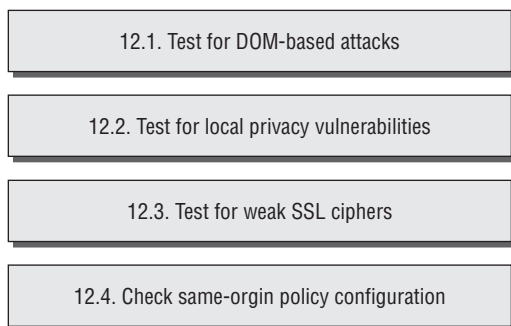 12.1. Test for DOM-based attacks
12.2. Test for local privacy vulnerabilities
12.3. Test for weak SSL ciphers
12.4. Check same-orgin policy configuration